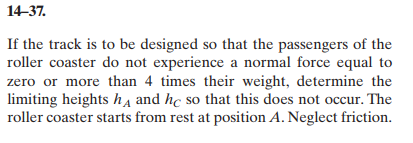 14–37.
If the track is to be designed so that the passengers of the
roller coaster do not experience a normal force equal to
zero or more than 4 times their weight, determine the
limiting heights h_A and h_C so that this does not occur. The
roller coaster starts from rest at position A. Neglect friction.